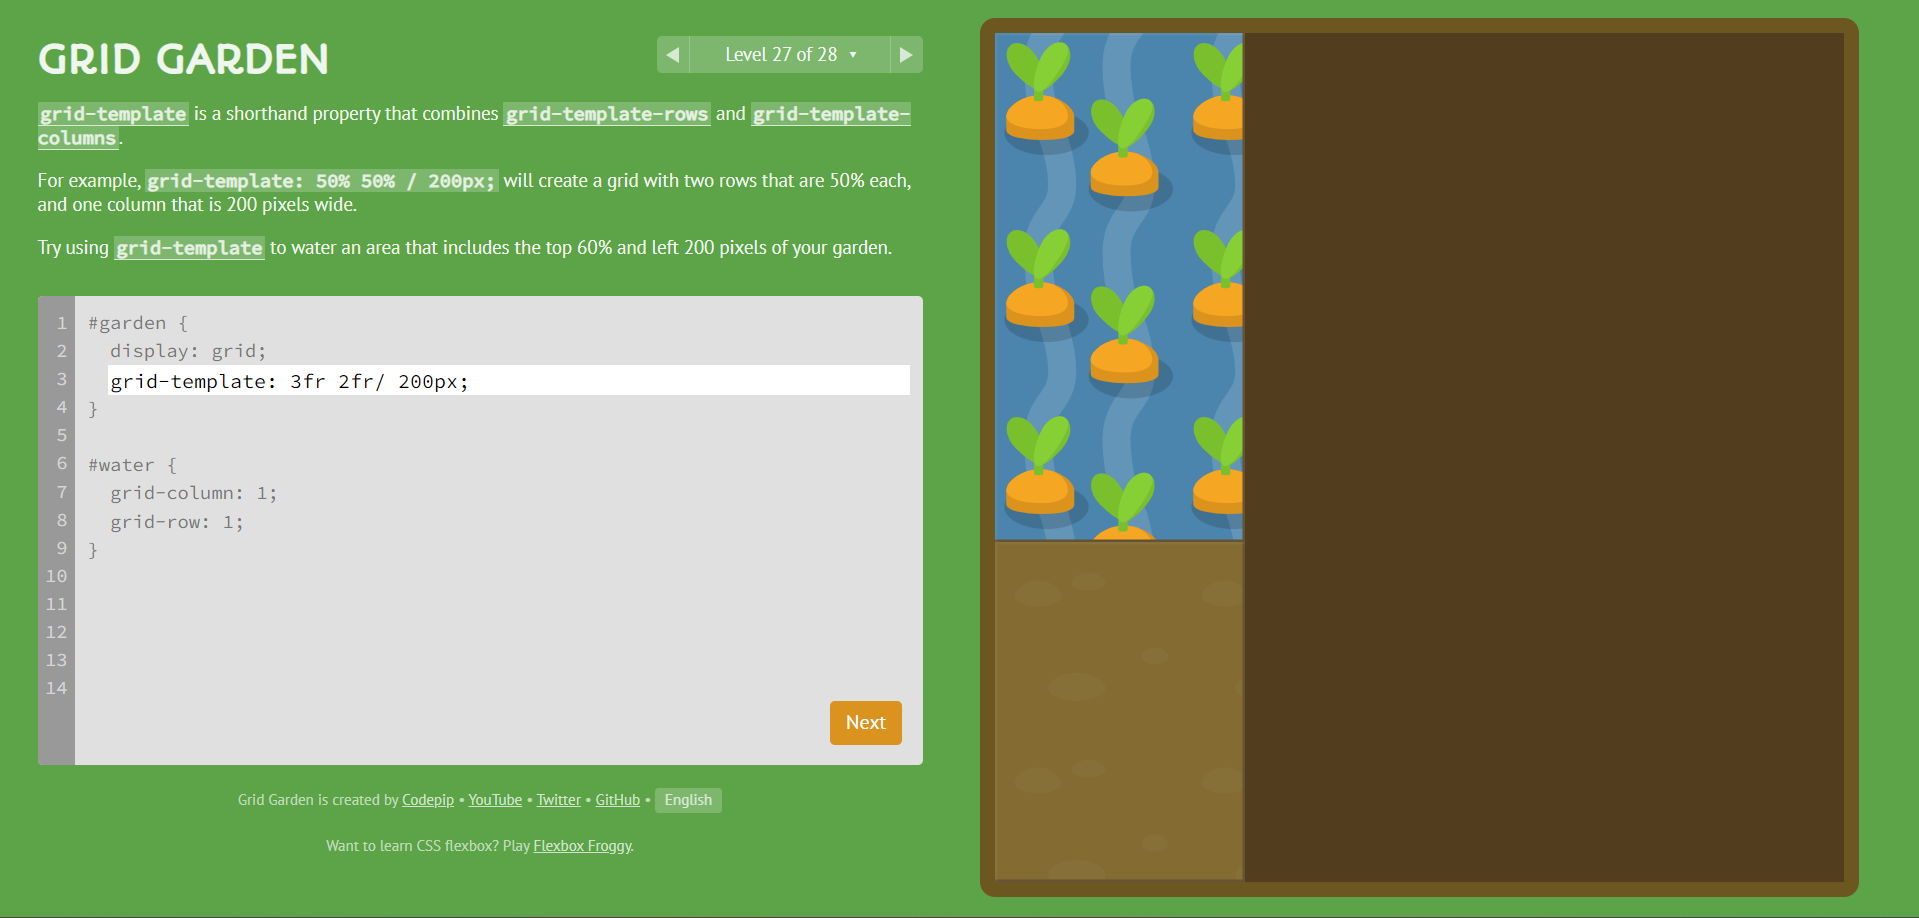 GRID GARDEN
◀ Level 27 of 28 ▼ ▶
grid-template is a shorthand property that combines grid-template-rows and grid-template-
columns.
For example, grid-template: 50% 50% / 200px; will create a grid with two rows that are 50% each,
and one column that is 200 pixels wide.
Try using grid-template to water an area that includes the top 60% and left 200 pixels of your garden.
1 #garden {
2 display: grid;
3 grid-template: 3fr 2fr/ 200px;
4 }
5
6 #water {
7 grid-column: 1;
8 grid-row: 1;
9 }
10
11
12
13
14
Next
Grid Garden is created by Codepip • YouTube • Twitter • GitHub • English
Want to learn CSS flexbox? Play Flexbox Froggy.